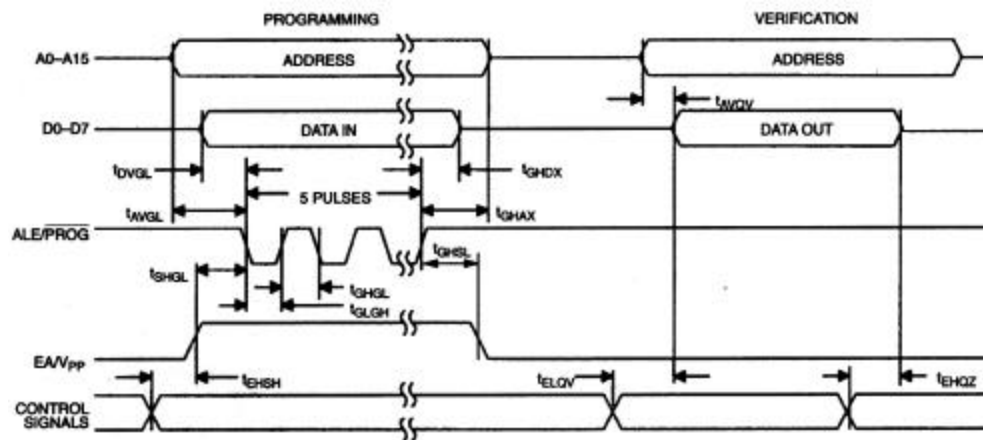 PROGRAMMING VERIFICATION
A0–A15 ADDRESS ADDRESS
tAVQV
D0–D7 DATA IN DATA OUT
tDVGL tGHDX
5 PULSES
tAVGL tGHAX
ALE/PROG
tGHSL
tSHGL
tGHGL
tGLGH
EA/VPP
tEHSH tELQV tEHQZ
CONTROL
SIGNALS